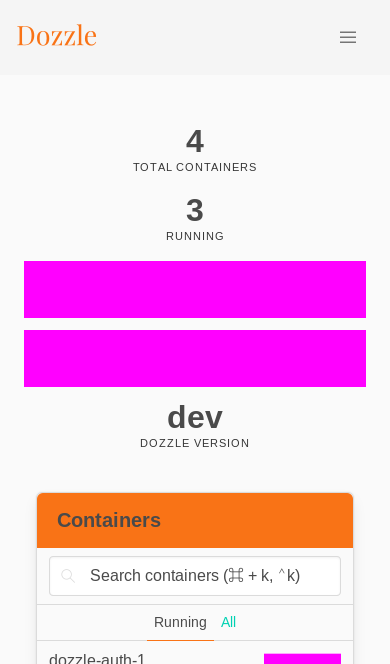 Dozzle
4
TOTAL CONTAINERS
3
RUNNING
dev
DOZZLE VERSION
Containers
Search containers (⌘ + k, ⌃k)
Running All
dozzle-auth-1